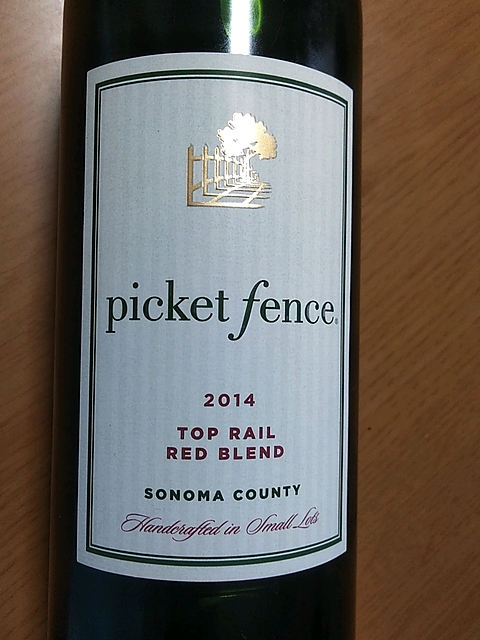 picket fence®
2014
TOP RAIL
RED BLEND
SONOMA COUNTY
Handcrafted in Small Lots